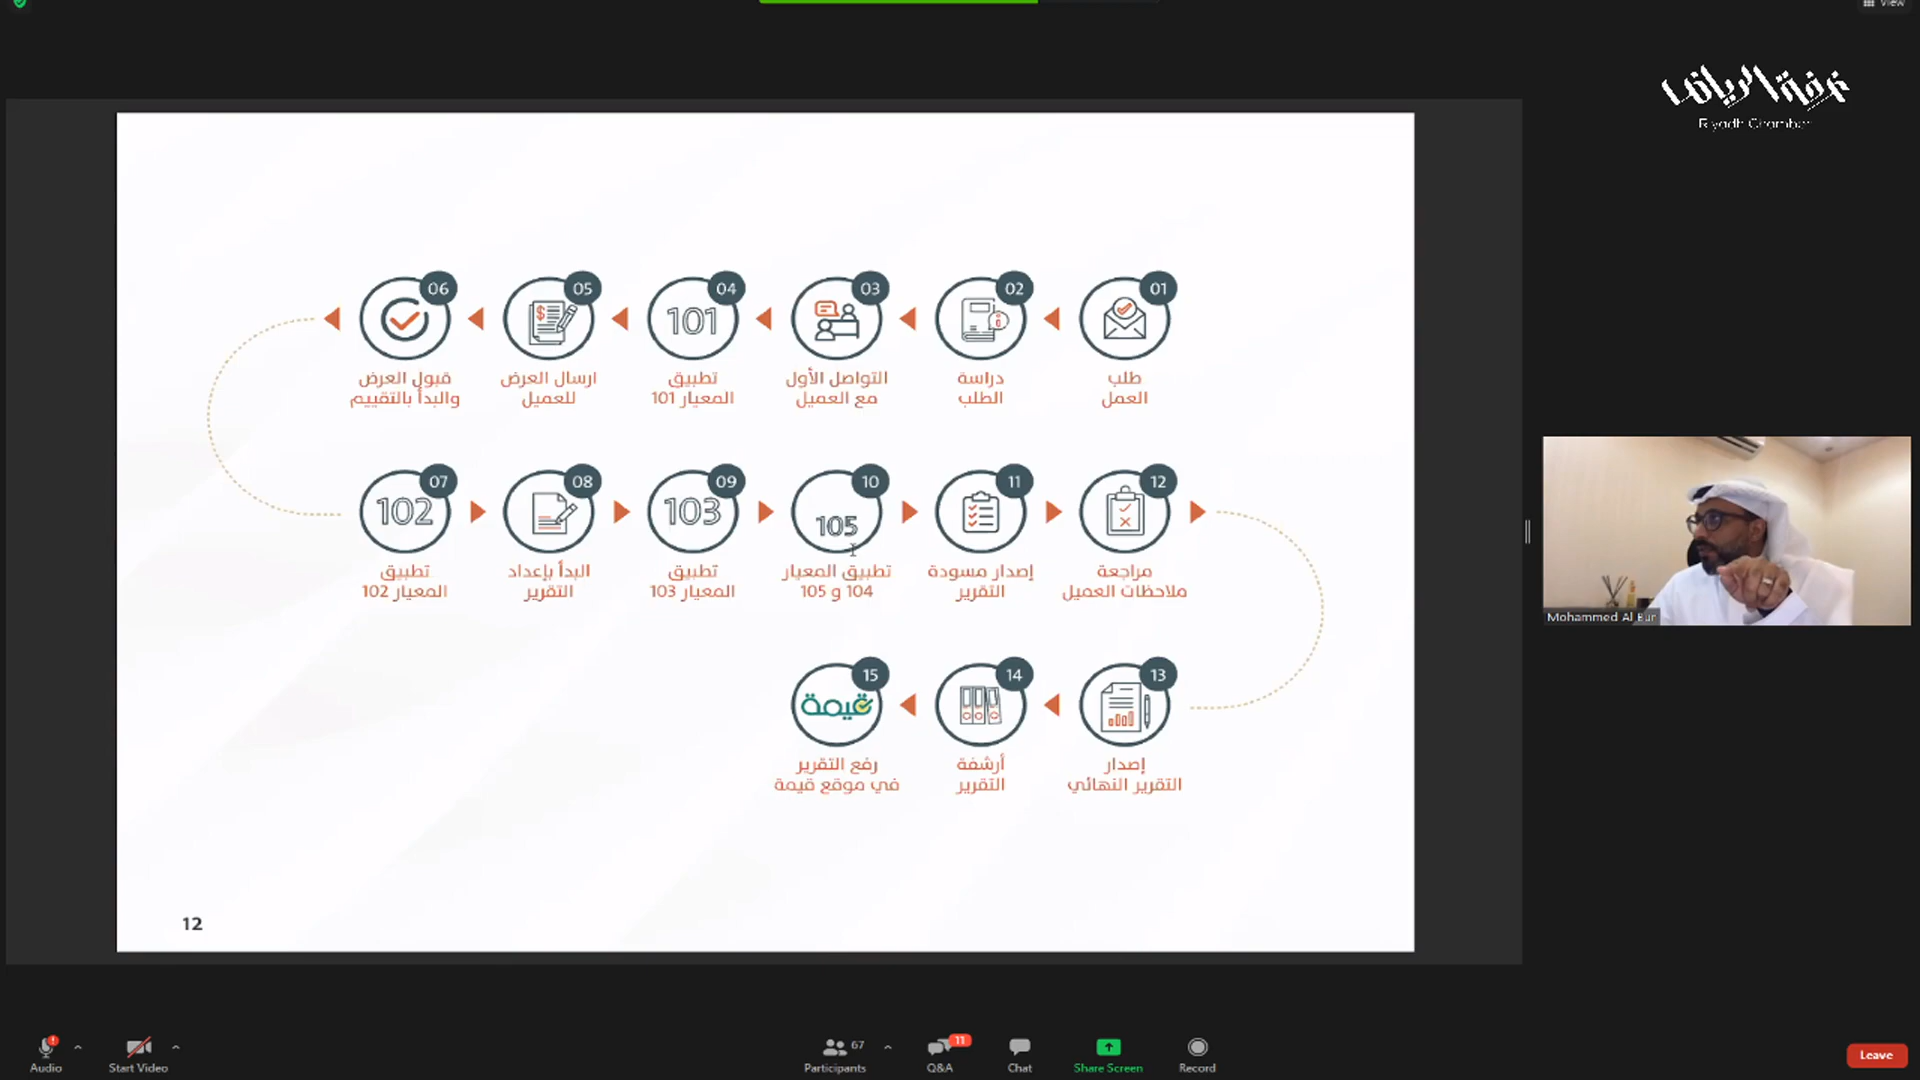 View
غرفة الرياض
Riyadh Chamber
01
طلب
العمل
02
دراسة
الطلب
03
التواصل الأول
مع العميل
04
101
تطبيق
المعيار 101
05
ارسال العرض
للعميل
06
قبول العرض
والبدأ بالتقييم
07
102
تطبيق
المعيار 102
08
البدأ بإعداد
التقرير
09
103
تطبيق
المعيار 103
10
105
تطبيق المعيار
104 و 105
11
إصدار مسودة
التقرير
12
مراجعة
ملاحظات العميل
13
إصدار
التقرير النهائي
14
أرشفة
التقرير
15
قيمة
رفع التقرير
في موقع قيمة
12
Mohammed Al Bur
Audio
Start Video
67
Participants
11
Q&A
Chat
Share Screen
Record
Leave